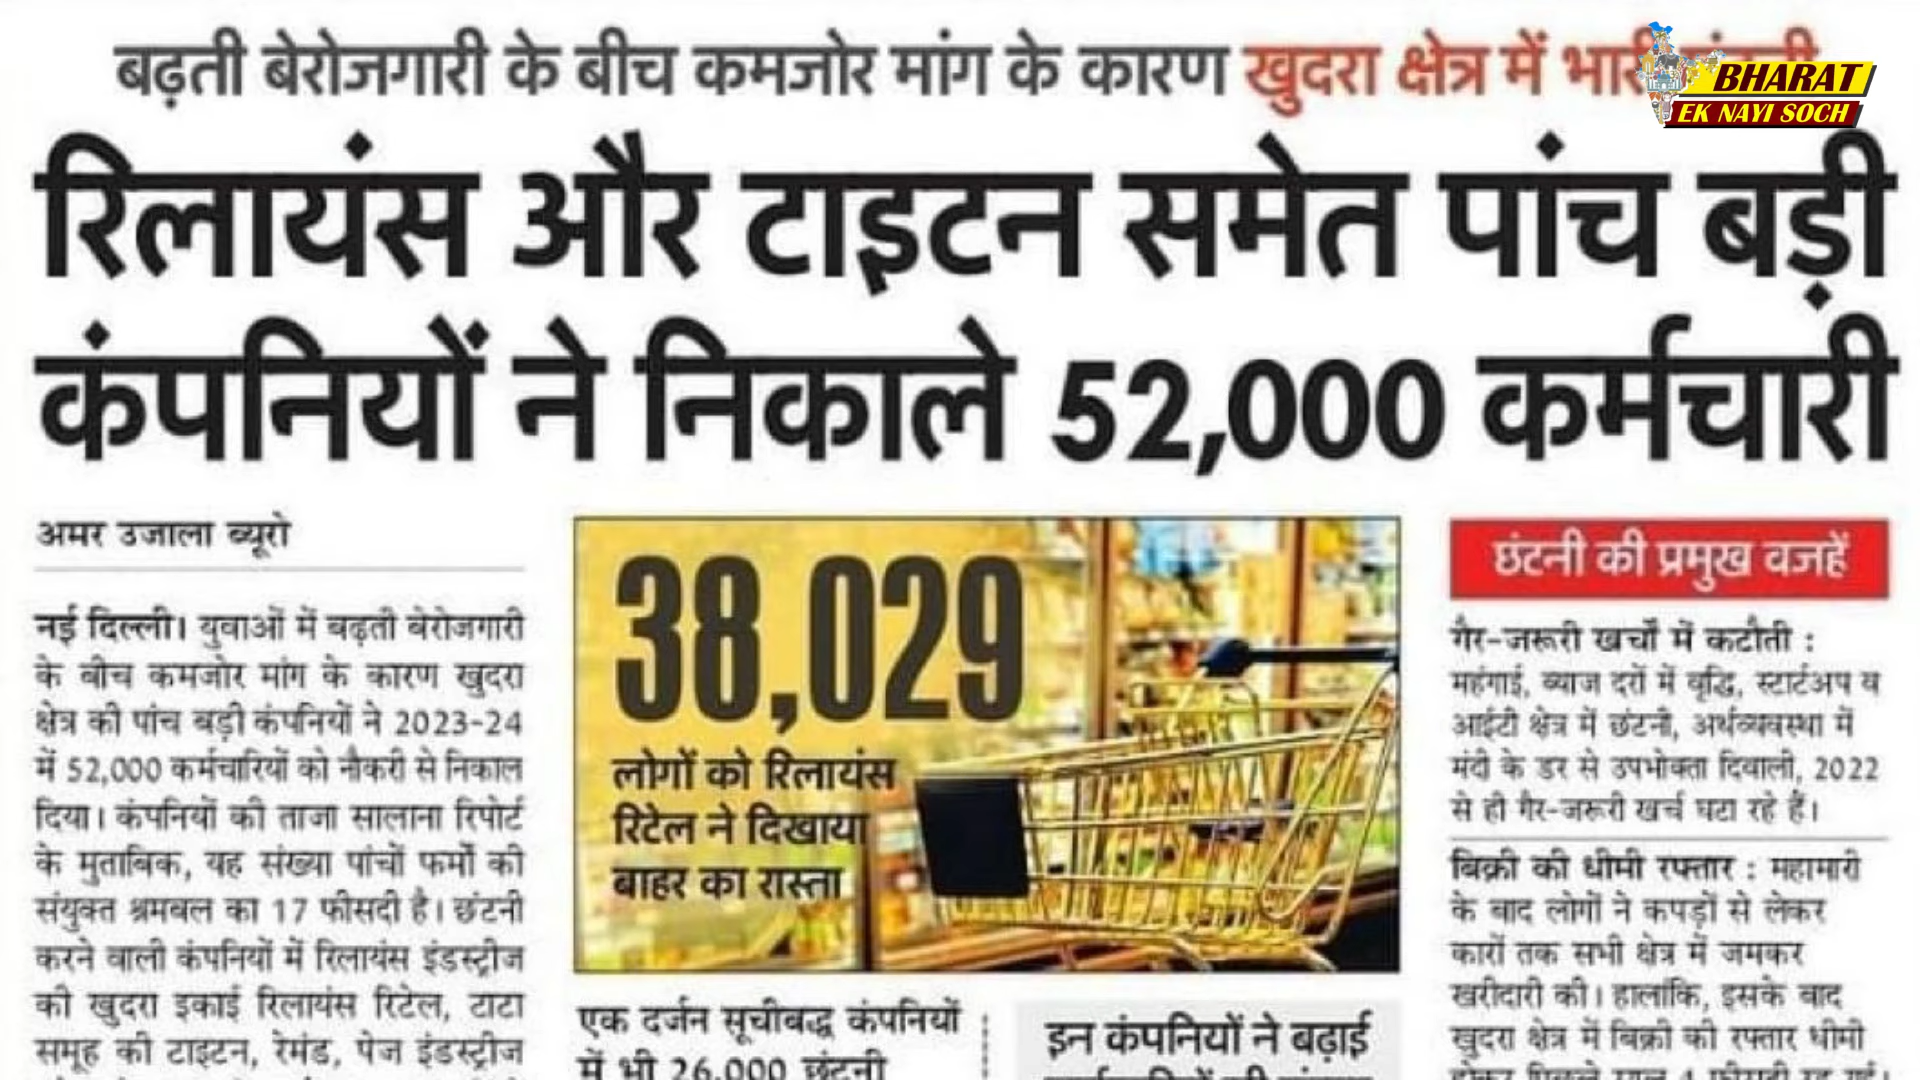 बढ़ती बेरोजगारी के बीच कमजोर मांग के कारण खुदरा क्षेत्र में
BHARAT
EK NAYI SOCH
रिलायंस और टाइटन समेत पांच बड़ी
कंपनियों ने निकाले 52,000 कर्मचारी
अमर उजाला ब्यूरो
नई दिल्ली। युवाओं में बढ़ती बेरोजगारी
के बीच कमजोर मांग के कारण खुदरा
क्षेत्र की पांच बड़ी कंपनियों ने 2023-24
में 52,000 कर्मचारियों को नौकरी से निकाल
दिया। कंपनियों की ताजा सालाना रिपोर्ट
के मुताबिक, यह संख्या पांचों फर्मों की
संयुक्त श्रमबल का 17 फीसदी है। छंटनी
करने वाली कंपनियों में रिलायंस इंडस्ट्रीज
की खुदरा इकाई रिलायंस रिटेल, टाटा
समूह की टाइटन, रेमंड, पेज इंडस्ट्रीज
38,029
लोगों को रिलायंस
रिटेल ने दिखाया
बाहर का रास्ता
एक दर्जन सूचीबद्ध कंपनियों
में भी 26,000 छंटनी
इन कंपनियों ने बढ़ाई
छंटनी की प्रमुख वजहें
गैर-जरूरी खर्चों में कटौती :
महंगाई, ब्याज दरों में वृद्धि, स्टार्टअप व
आईटी क्षेत्र में छंटनी, अर्थव्यवस्था में
मंदी के डर से उपभोक्ता दिवाली, 2022
से ही गैर-जरूरी खर्च घटा रहे हैं।
बिक्री की धीमी रफ्तार : महामारी
के बाद लोगों ने कपड़ों से लेकर
कारों तक सभी क्षेत्र में जमकर
खरीदारी की। हालांकि, इसके बाद
खुदरा क्षेत्र में बिक्री की रफ्तार धीमी